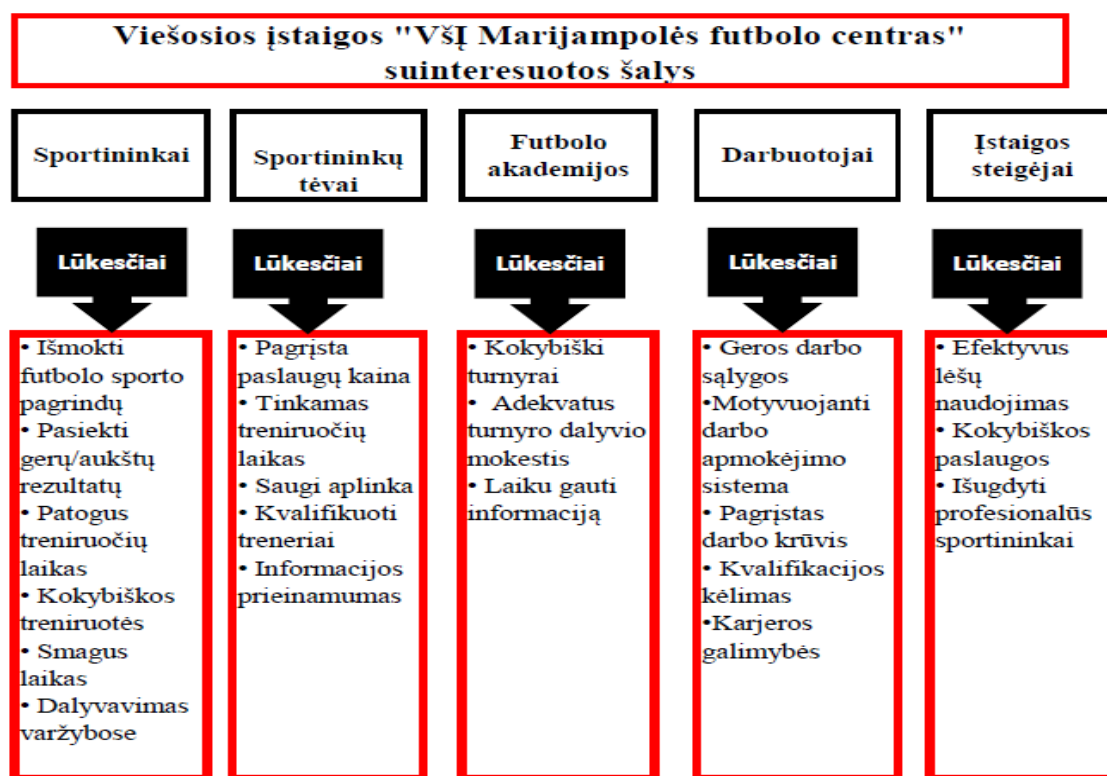 Viešosios įstaigos "VšĮ Marijampolės futbolo centras"
suinteresuotos šalys
Sportininkai
Sportininkų
tėvai
Futbolo
akademijos
Darbuotojai
Įstaigos
steigėjai
Lūkesčiai
Lūkesčiai
Lūkesčiai
Lūkesčiai
Lūkesčiai
• Išmokti
futbolo sporto
pagrindų
• Pasiekti
gerų/aukštų
rezultatų
• Patogus
treniruočių
laikas
• Kokybiškos
treniruotės
• Smagus
laikas
• Dalyvavimas
varžybose
• Pagrįsta
paslaugų kaina
• Tinkamas
treniruočių
laikas
• Saugi aplinka
• Kvalifikuoti
treneriai
• Informacijos
prieinamumas
• Kokybiški
turnyrai
• Adekvatus
turnyro dalyvio
mokestis
• Laiku gauti
informaciją
• Geros darbo
sąlygos
•Motyvuojanti
darbo
apmokėjimo
sistema
• Pagrįstas
darbo krūvis
• Kvalifikacijos
kėlimas
•Karjeros
galimybės
• Efektyvus
lėšų
naudojimas
• Kokybiškos
paslaugos
• Išugdyti
profesionalūs
sportininkai